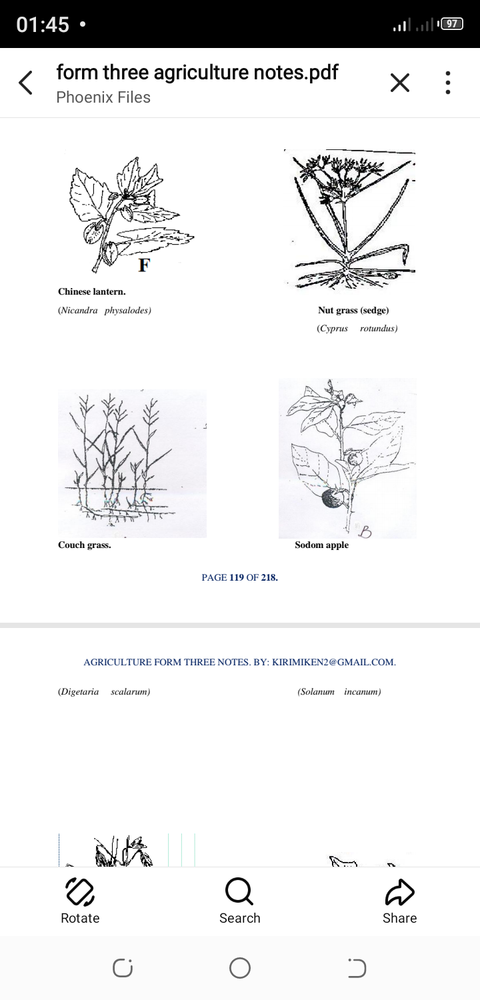 01:45
97
form three agriculture notes.pdf
Phoenix Files
F
Chinese lantern.
(Nicandra physalodes)
Nut grass (sedge)
(Cyprus rotundus)
B
Couch grass.
Sodom apple
PAGE 119 OF 218.
AGRICULTURE FORM THREE NOTES. BY: KIRIMIKEN2@GMAIL.COM.
(Digetaria scalarum)
(Solanum incanum)
Rotate
Search
Share